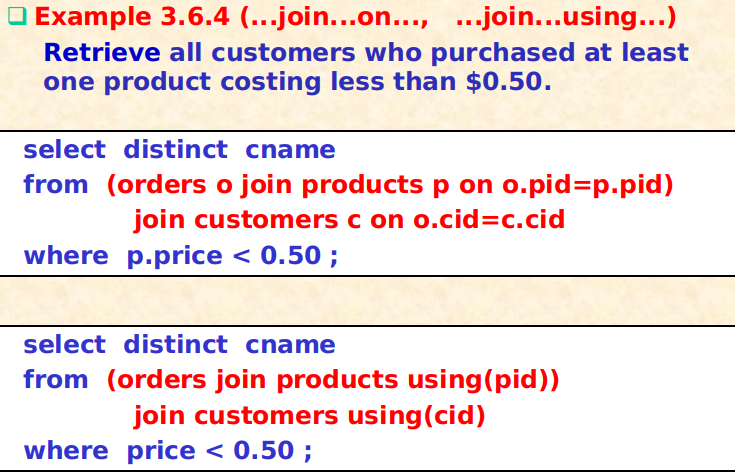 ❑ Example 3.6.4 (...join...on..., ...join...using...)
Retrieve all customers who purchased at least
one product costing less than $0.50.
select distinct cname
from (orders o join products p on o.pid=p.pid)
join customers c on o.cid=c.cid
where p.price < 0.50 ;
select distinct cname
from (orders join products using(pid))
join customers using(cid)
where price < 0.50 ;